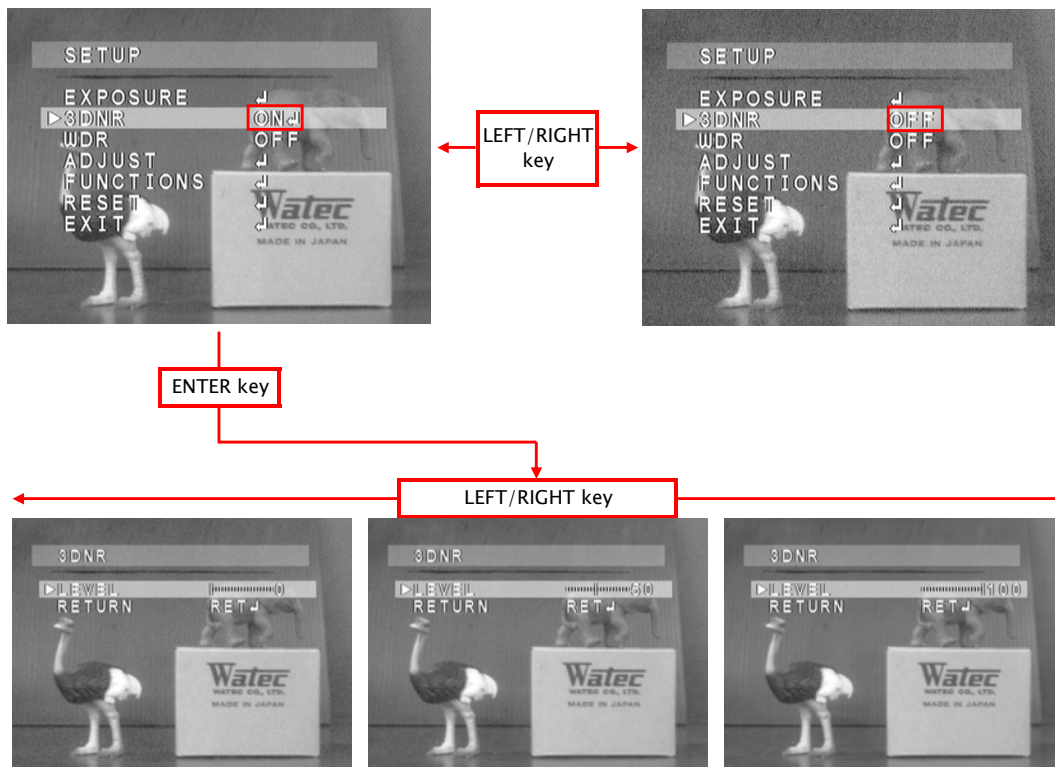 SETUP
EXPOSURE ↲
3DNR ON↲
WDR OFF
ADJUST ↲
FUNCTIONS ↲
RESET ↲
EXIT ↲
Watec
WATEC CO., LTD.
MADE IN JAPAN
LEFT/RIGHT
key
SETUP
EXPOSURE ↲
3DNR OFF
WDR OFF
ADJUST ↲
FUNCTIONS ↲
RESET ↲
EXIT ↲
Watec
WATEC CO., LTD.
MADE IN JAPAN
ENTER key
LEFT/RIGHT key
3DNR
LEVEL 0
RETURN RET↲
Watec
WATEC CO., LTD.
MADE IN JAPAN
3DNR
LEVEL 50
RETURN RET↲
Watec
WATEC CO., LTD.
MADE IN JAPAN
3DNR
LEVEL 100
RETURN RET↲
Watec
WATEC CO., LTD.
MADE IN JAPAN